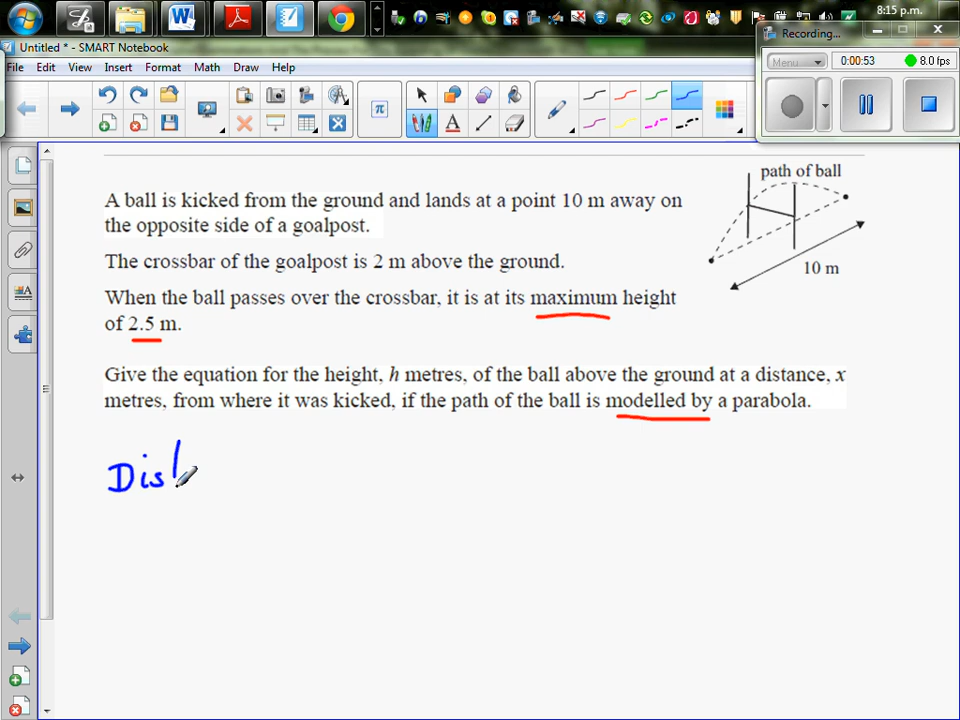 8:15 p.m.
Untitled * - SMART Notebook
Recording...
File Edit View Insert Format Math Draw Help
Menu
0:00:53
8.0 fps
path of ball
A ball is kicked from the ground and lands at a point 10 m away on
the opposite side of a goalpost.
The crossbar of the goalpost is 2 m above the ground.
10 m
When the ball passes over the crossbar, it is at its maximum height
of 2.5 m.
Give the equation for the height, h metres, of the ball above the ground at a distance, x
metres, from where it was kicked, if the path of the ball is modelled by a parabola.
Dis